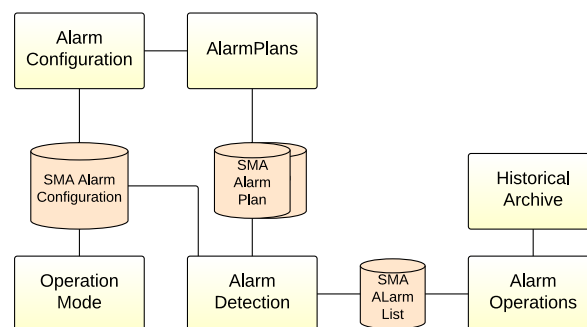 Alarm
Configuration
AlarmPlans
SMA Alarm
Configuration
SMA
Alarm
Plan
Historical
Archive
Operation
Mode
Alarm
Detection
SMA
ALarm
List
Alarm
Operations